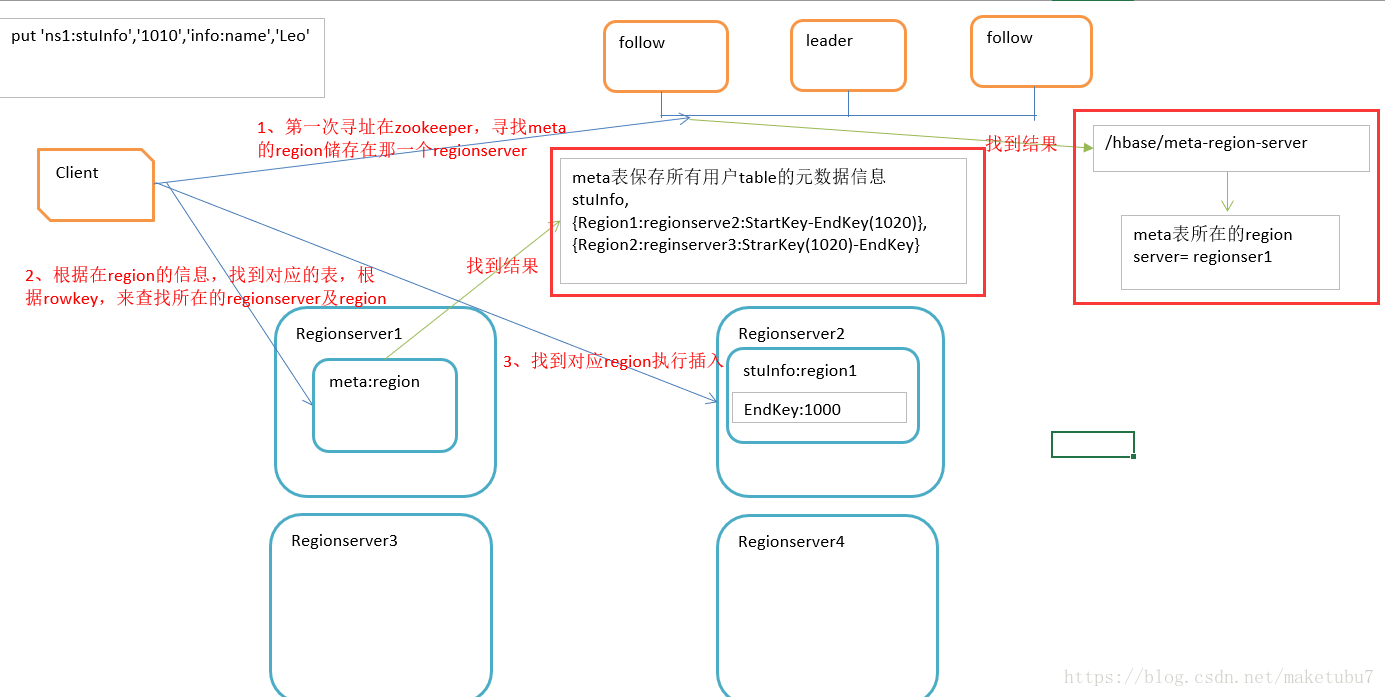 put 'ns1:stuInfo','1010','info:name','Leo'
follow
leader
follow
1、第一次寻址在zookeeper，寻找meta
的region储存在那一个regionserver
找到结果
/hbase/meta-region-server
meta表所在的region
server= regionser1
Client
meta表保存所有用户table的元数据信息
stuInfo,
{Region1:regionserve2:StartKey-EndKey(1020)},
{Region2:reginserver3:StrarKey(1020)-EndKey}
找到结果
2、根据在region的信息，找到对应的表，根
据rowkey，来查找所在的regionserver及region
Regionserver1
meta:region
3、找到对应region执行插入
Regionserver2
stuInfo:region1
EndKey:1000
Regionserver3
Regionserver4
https://blog.csdn.net/maketubu7